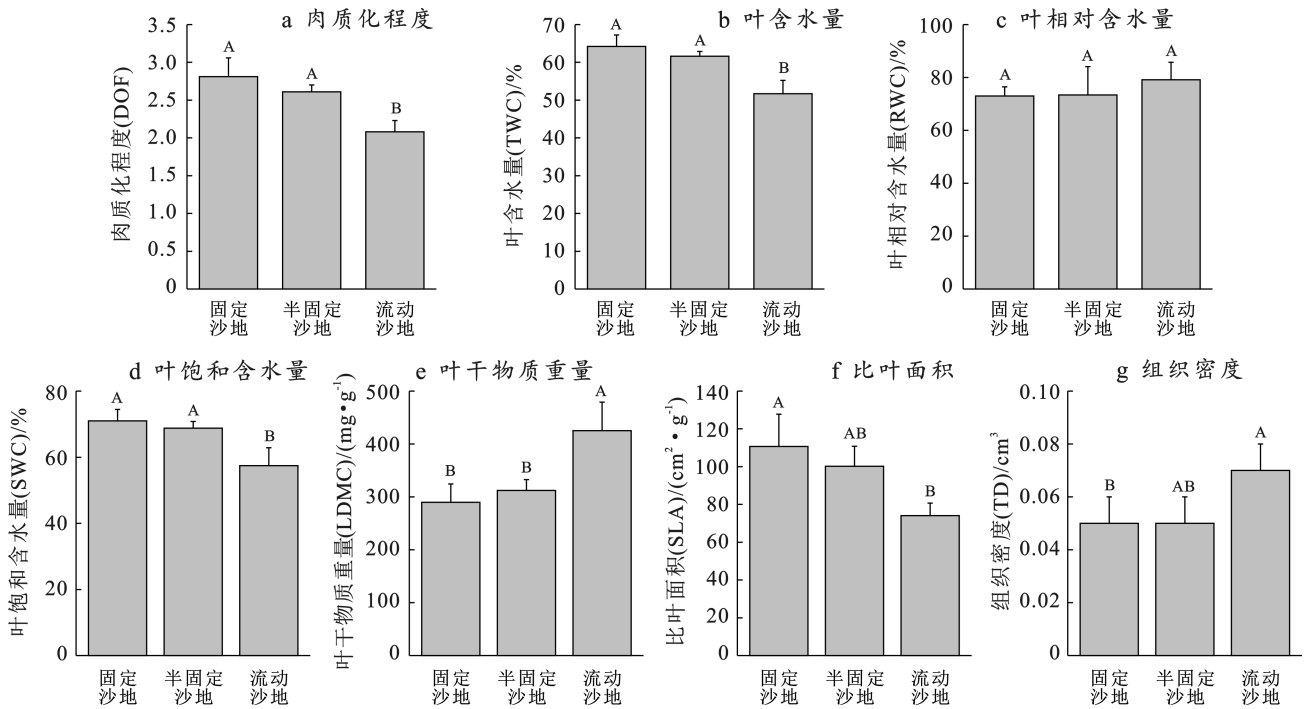 a 肉质化程度
肉质化程度(DOF)
3.5
3.0
2.5
2.0
1.5
1.0
0.5
0
A
A
B
固定沙地
半固定沙地
流动沙地
b 叶含水量
叶含水量(TWC)/%
70
60
50
40
30
20
10
0
A
A
B
固定沙地
半固定沙地
流动沙地
c 叶相对含水量
叶相对含水量(RWC)/%
100
80
60
40
20
0
A
A
A
固定沙地
半固定沙地
流动沙地
d 叶饱和含水量
叶饱和含水量(SWC)/%
80
60
40
20
0
A
A
B
固定沙地
半固定沙地
流动沙地
e 叶干物质重量
叶干物质重量(LDMC)/(mg•g⁻¹)
500
400
300
200
100
0
B
B
A
固定沙地
半固定沙地
流动沙地
f 比叶面积
比叶面积(SLA)/(cm²•g⁻¹)
140
120
100
80
60
40
20
0
A
AB
B
固定沙地
半固定沙地
流动沙地
g 组织密度
组织密度(TD)/cm³
0.10
0.08
0.06
0.04
0.02
0
B
AB
A
固定沙地
半固定沙地
流动沙地